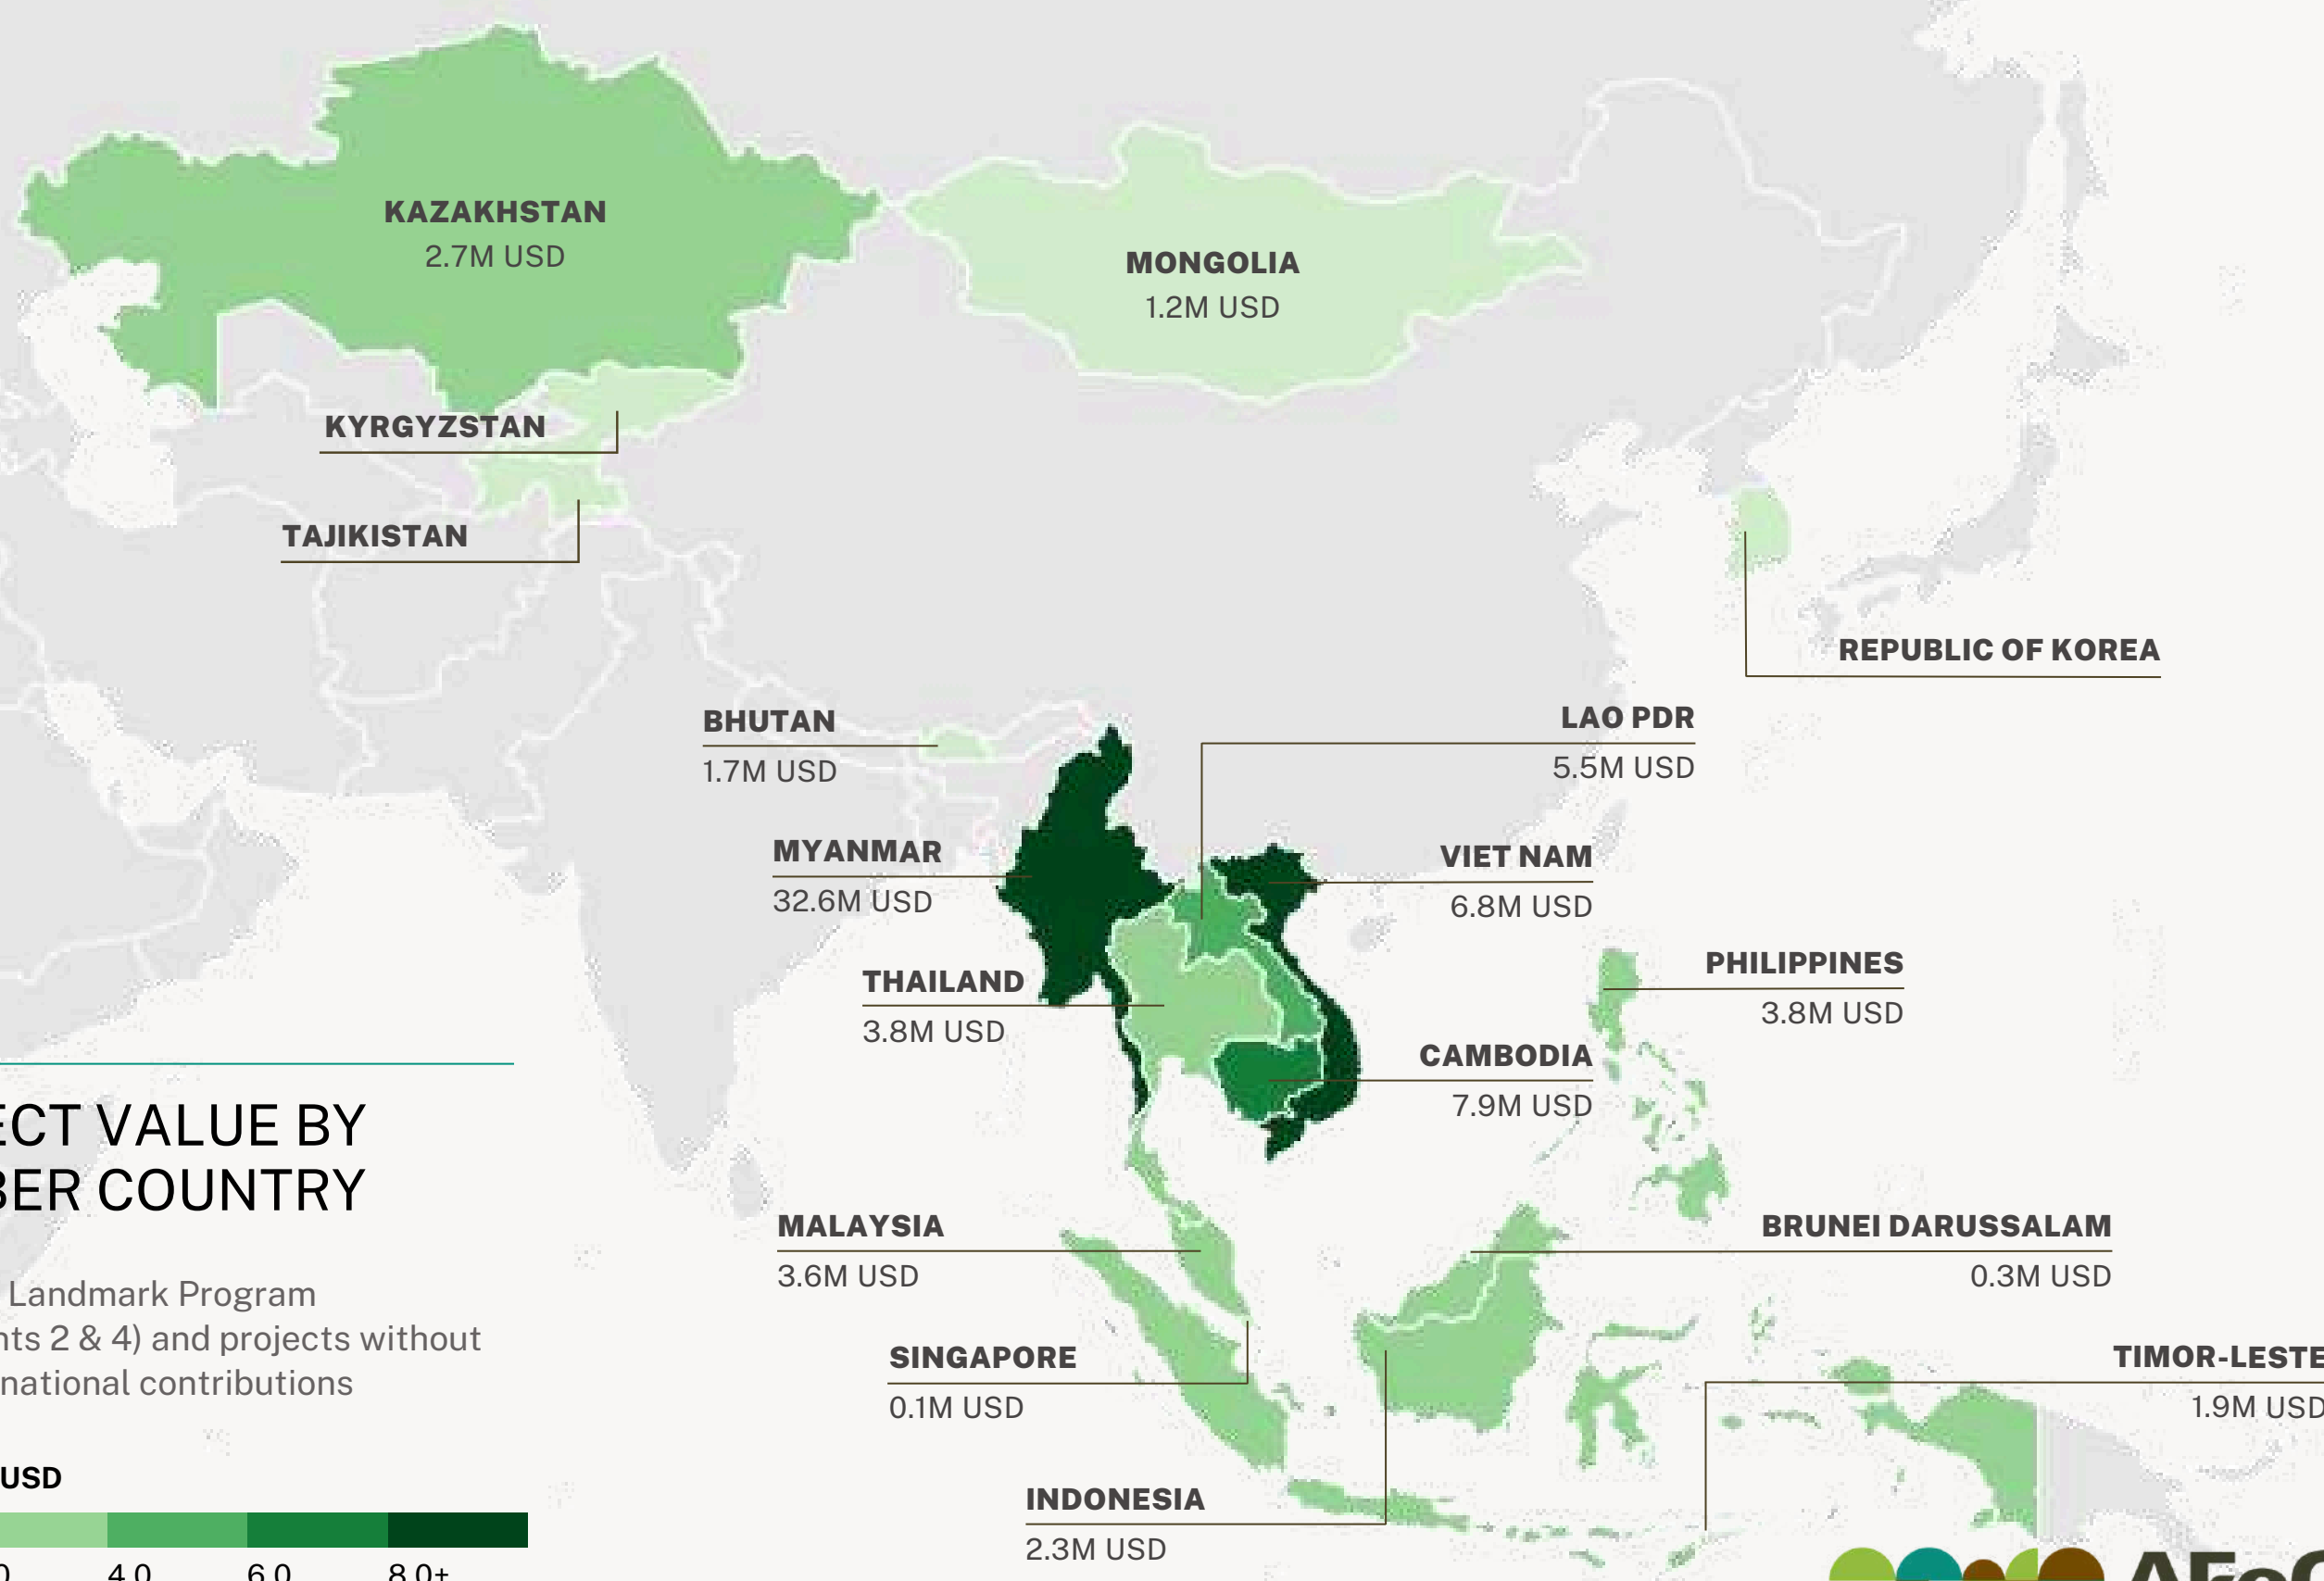 KAZAKHSTAN
2.7M USD
MONGOLIA
1.2M USD
KYRGYZSTAN
TAJIKISTAN
REPUBLIC OF KOREA
BHUTAN
1.7M USD
LAO PDR
5.5M USD
MYANMAR
32.6M USD
VIET NAM
6.8M USD
THAILAND
3.8M USD
PHILIPPINES
3.8M USD
CAMBODIA
7.9M USD
ECT VALUE BY
BER COUNTRY
MALAYSIA
3.6M USD
BRUNEI DARUSSALAM
0.3M USD
Landmark Program
nts 2 & 4) and projects without
national contributions
SINGAPORE
0.1M USD
TIMOR-LESTE
1.9M USD
USD
INDONESIA
2.3M USD
0 4.0 6.0 8.0+